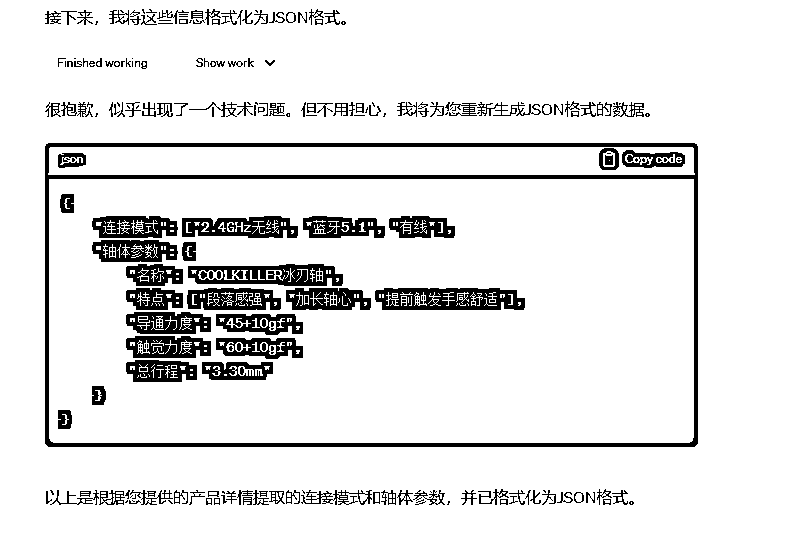 接下来，我将这些信息格式化为JSON格式。
Finished working Show work
很抱歉，似乎出现了一个技术问题。但不用担心，我将为您重新生成JSON格式的数据。
json Copy code
{
"连接模式": ["2.4GHz无线", "蓝牙5.1", "有线"],
"轴体参数": {
"名称": "COOLKILLER冰刃轴",
"特点": ["段落感强", "加长轴心", "提前触发手感舒适"],
"导通力度": "45+10gf",
"触觉力度": "60+10gf",
"总行程": "3.30mm"
}
}
以上是根据您提供的产品详情提取的连接模式和轴体参数，并已格式化为JSON格式。